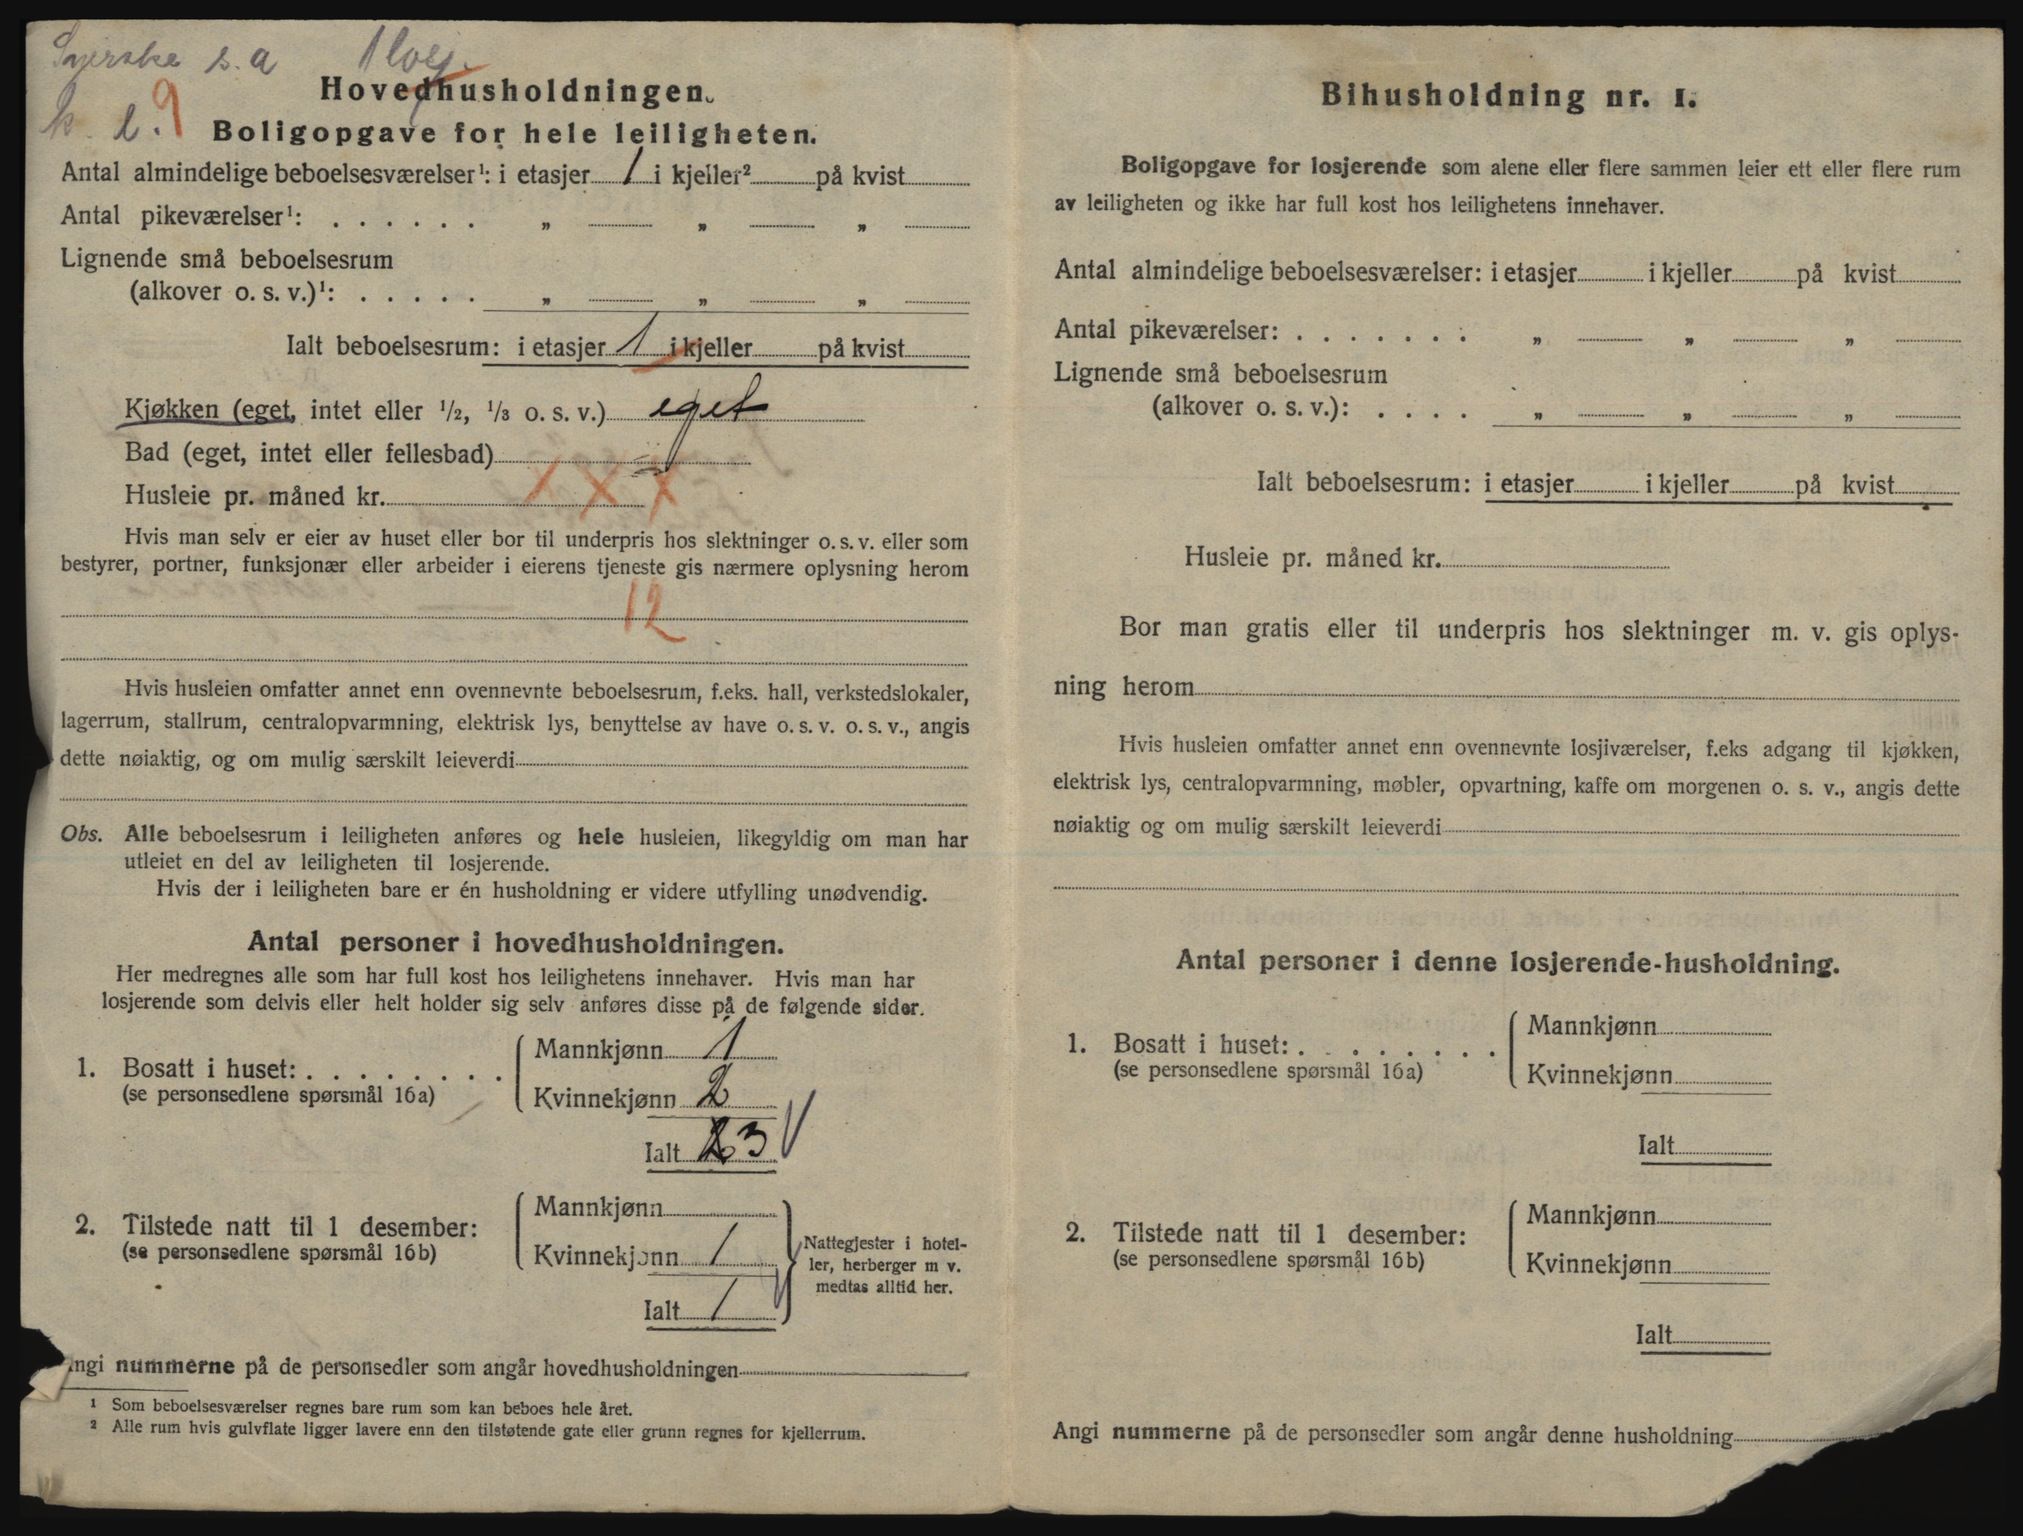 Syerske s.a 1 losj.
k. l. 9
Hovedhusholdningen.
Boligopgave for hele leiligheten.
Antal almindelige beboelsesværelser¹: i etasjer 1 i kjeller² på kvist
Antal pikeværelser¹: . . . . . . „ „ „
Lignende små beboelsesrum
(alkover o. s. v.)¹: . . . . . „ „ „
Ialt beboelsesrum: i etasjer 1 i kjeller på kvist
Kjøkken (eget, intet eller 1/2, 1/3 o. s. v.) eget
Bad (eget, intet eller fellesbad)
Husleie pr. måned kr. X X X
Hvis man selv er eier av huset eller bor til underpris hos slektninger o. s. v. eller som
bestyrer, portner, funksjonær eller arbeider i eierens tjeneste gis nærmere oplysning herom
12
Hvis husleien omfatter annet enn ovennevnte beboelsesrum, f.eks. hall, verkstedslokaler,
lagerrum, stallrum, centralopvarmning, elektrisk lys, benyttelse av have o. s. v. o. s. v., angis
dette nøiaktig, og om mulig særskilt leieverdi
Obs. Alle beboelsesrum i leiligheten anføres og hele husleien, likegyldig om man har
utleiet en del av leiligheten til losjerende.
Hvis der i leiligheten bare er én husholdning er videre utfylling unødvendig.
Antal personer i hovedhusholdningen.
Her medregnes alle som har full kost hos leilighetens innehaver. Hvis man har
losjerende som delvis eller helt holder sig selv anføres disse på de følgende sider.
Mannkjønn 1
1. Bosatt i huset: . . . . . . . .
(se personsedlene spørsmål 16a)
Kvinnekjønn 2
Ialt 3
Mannkjønn
2. Tilstede natt til 1 desember:
(se personsedlene spørsmål 16b)
Kvinnekjønn 1
Ialt 1
Nattegjester i hotel-
ler, herberger m v.
medtas alltid her.
ngi nummerne på de personsedler som angår hovedhusholdningen
¹ Som beboelsesværelser regnes bare rum som kan beboes hele året.
² Alle rum hvis gulvflate ligger lavere enn den tilstøtende gate eller grunn regnes for kjellerrum.
Bihusholdning nr. 1.
Boligopgave for losjerende som alene eller flere sammen leier ett eller flere rum
av leiligheten og ikke har full kost hos leilighetens innehaver.
Antal almindelige beboelsesværelser: i etasjer i kjeller på kvist
Antal pikeværelser: . . . . . . . „ „ „
Lignende små beboelsesrum
(alkover o. s. v.): . . . . „ „ „
Ialt beboelsesrum: i etasjer i kjeller på kvist
Husleie pr. måned kr.
Bor man gratis eller til underpris hos slektninger m. v. gis oplys-
ning herom
Hvis husleien omfatter annet enn ovennevnte losjiværelser, f.eks adgang til kjøkken,
elektrisk lys, centralopvarmning, møbler, opvartning, kaffe om morgenen o. s. v., angis dette
nøiaktig og om mulig særskilt leieverdi
Antal personer i denne losjerende-husholdning.
Mannkjønn
1. Bosatt i huset: . . . . . . . .
(se personsedlene spørsmål 16a)
Kvinnekjønn
Ialt
Mannkjønn
2. Tilstede natt til 1 desember:
(se personsedlene spørsmål 16b)
Kvinnekjønn
Ialt
Angi nummerne på de personsedler som angår denne husholdning